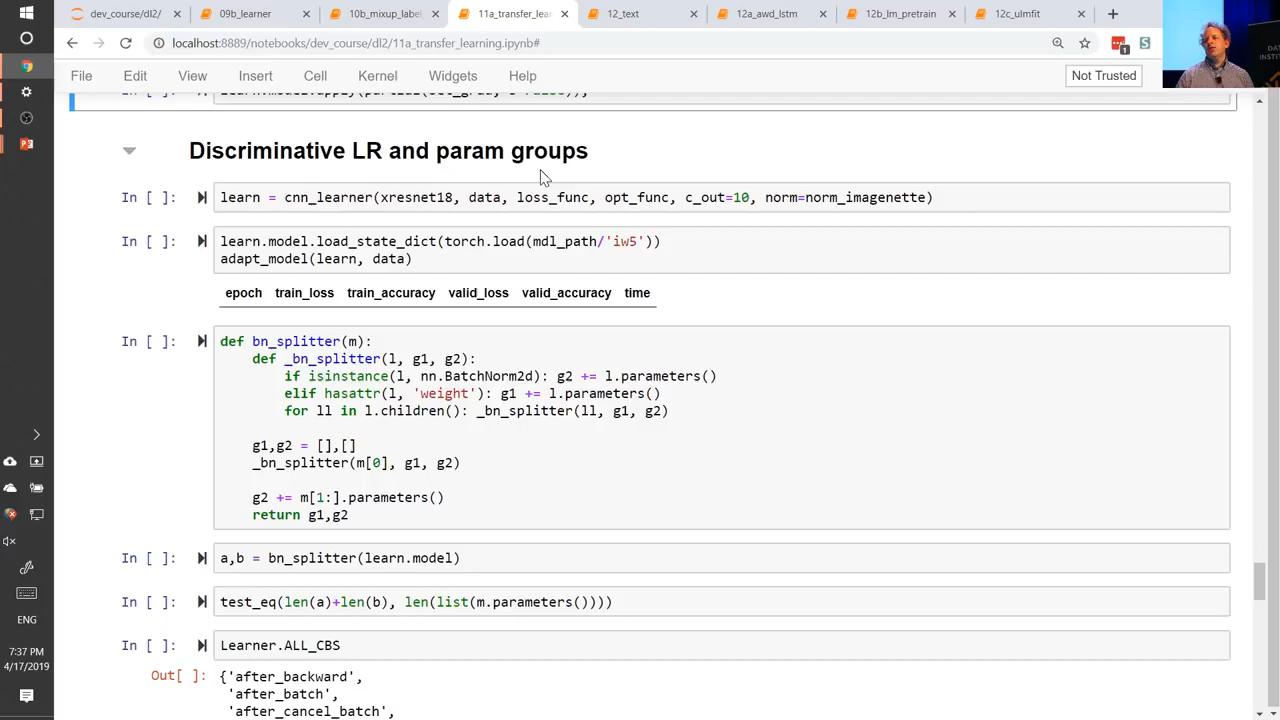 dev_course/dl2/
09b_learner
10b_mixup_label
11a_transfer_lea
12_text
12a_awd_lstm
12b_lm_pretrain
12c_ulmfit
localhost:8889/notebooks/dev_course/dl2/11a_transfer_learning.ipynb#
File Edit View Insert Cell Kernel Widgets Help
Not Trusted
Discriminative LR and param groups
In [ ]: learn = cnn_learner(xresnet18, data, loss_func, opt_func, c_out=10, norm=norm_imagenette)
In [ ]: learn.model.load_state_dict(torch.load(mdl_path/'iw5'))
adapt_model(learn, data)
epoch train_loss train_accuracy valid_loss valid_accuracy time
In [ ]: def bn_splitter(m):
def _bn_splitter(l, g1, g2):
if isinstance(l, nn.BatchNorm2d): g2 += l.parameters()
elif hasattr(l, 'weight'): g1 += l.parameters()
for ll in l.children(): _bn_splitter(ll, g1, g2)
g1,g2 = [],[]
_bn_splitter(m[0], g1, g2)
g2 += m[1:].parameters()
return g1,g2
In [ ]: a,b = bn_splitter(learn.model)
In [ ]: test_eq(len(a)+len(b), len(list(m.parameters())))
In [ ]: Learner.ALL_CBS
Out[ ]: {'after_backward',
'after_batch',
'after_cancel_batch',
ENG
7:37 PM
4/17/2019